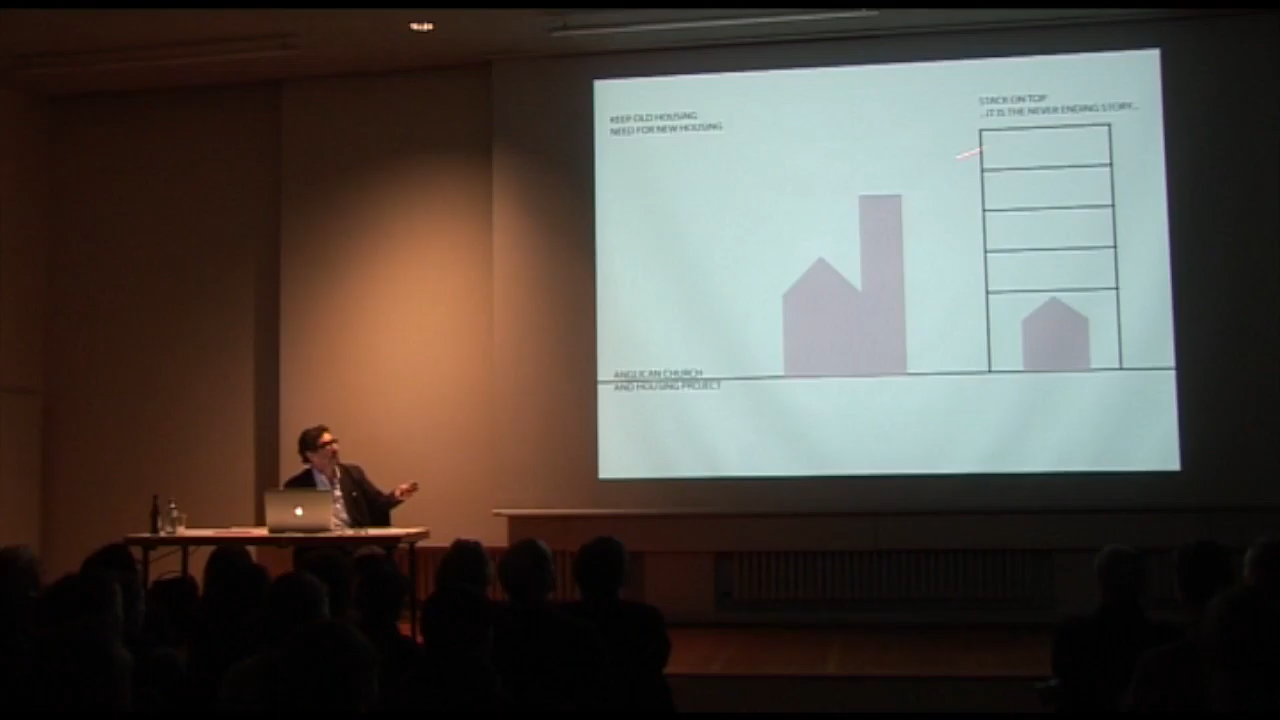 KEEP OLD HOUSING
NEED FOR NEW HOUSING
STACK ON TOP
...IT IS THE NEVER ENDING STORY...
ANGLICAN CHURCH
AND HOUSING PROJECT